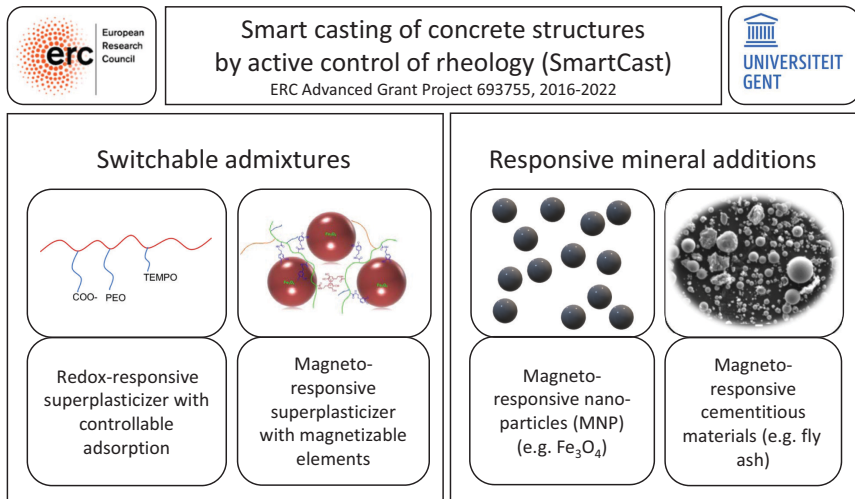 erc
European
Research
Council
Smart casting of concrete structures
by active control of rheology (SmartCast)
ERC Advanced Grant Project 693755, 2016-2022
UNIVERSITEIT
GENT
Switchable admixtures
COO-
PEO
TEMPO
Redox-responsive
superplasticizer with
controllable
adsorption
Magneto-
responsive
superplasticizer
with magnetizable
elements
Responsive mineral additions
Magneto-
responsive nano-
particles (MNP)
(e.g. Fe₃O₄)
Magneto-
responsive
cementitious
materials (e.g. fly
ash)